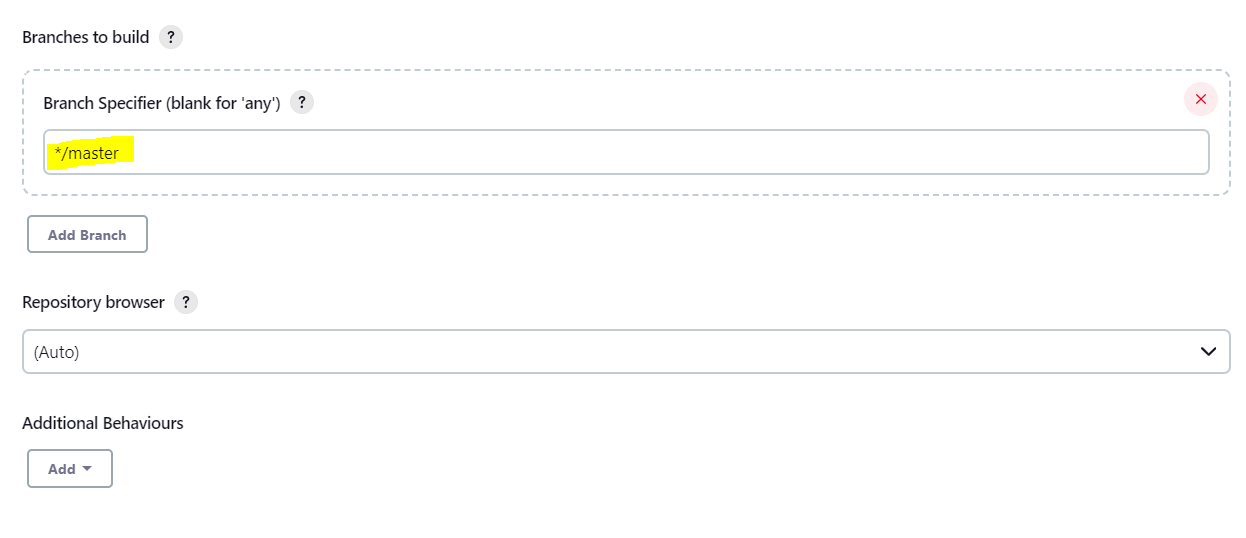 Branches to build ?
Branch Specifier (blank for 'any') ?
*/master
Add Branch
Repository browser ?
(Auto)
Additional Behaviours
Add